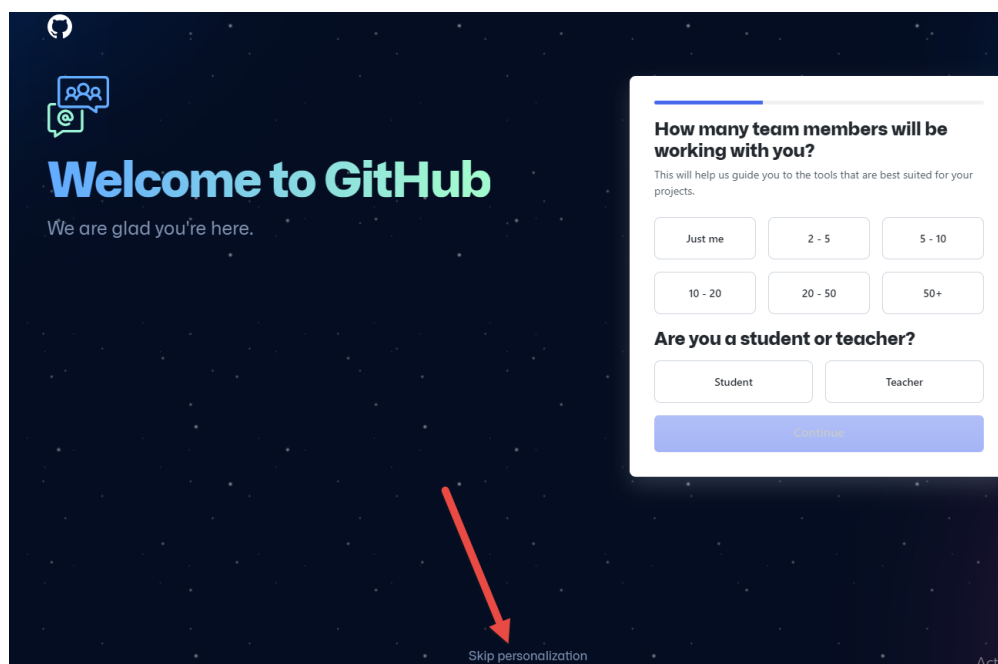 Welcome to GitHub
We are glad you're here.
How many team members will be
working with you?
This will help us guide you to the tools that are best suited for your
projects.
Just me
2 - 5
5 - 10
10 - 20
20 - 50
50+
Are you a student or teacher?
Student
Teacher
Continue
Skip personalization